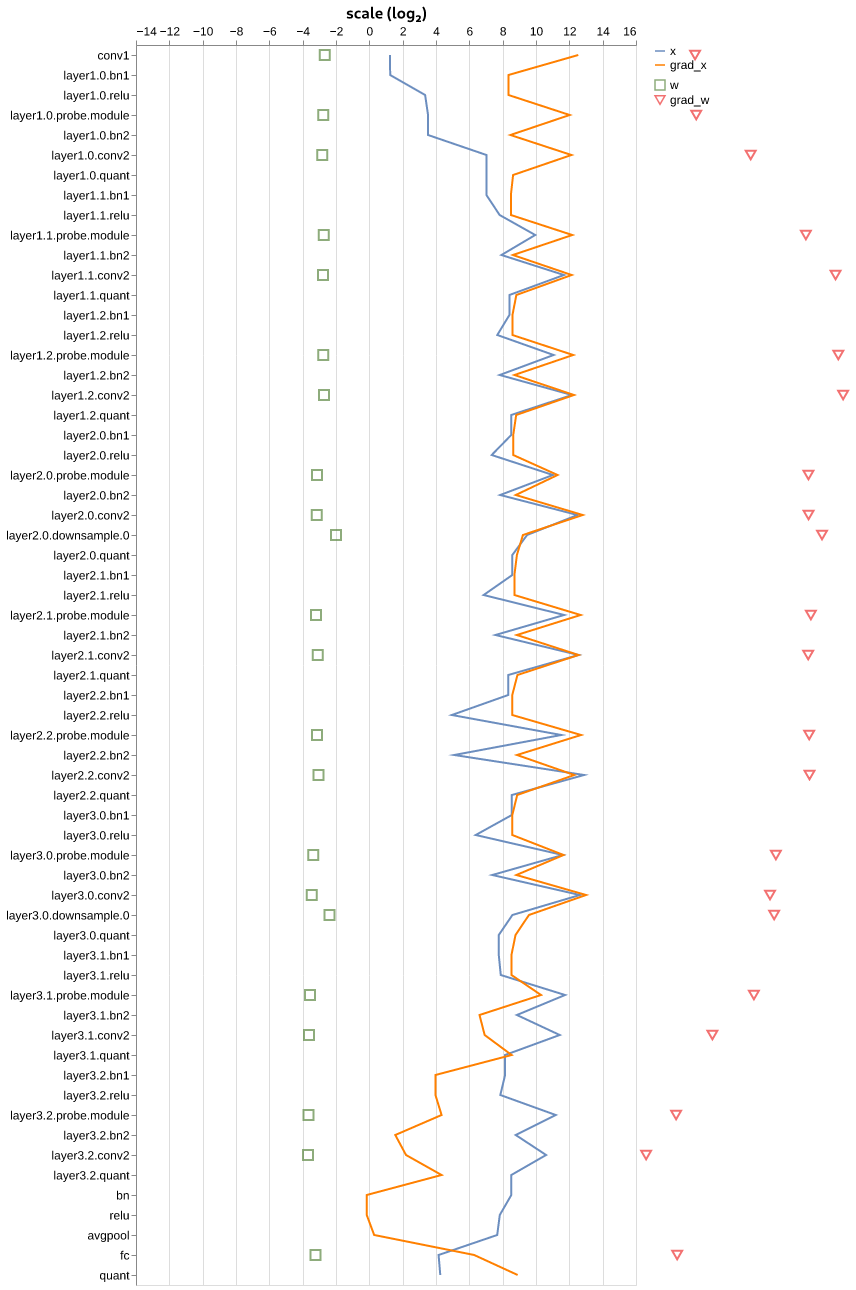 scale (log₂)
−14 −12 −10 −8 −6 −4 −2 0 2 4 6 8 10 12 14 16
x
grad_x
w
grad_w
conv1
layer1.0.bn1
layer1.0.relu
layer1.0.probe.module
layer1.0.bn2
layer1.0.conv2
layer1.0.quant
layer1.1.bn1
layer1.1.relu
layer1.1.probe.module
layer1.1.bn2
layer1.1.conv2
layer1.1.quant
layer1.2.bn1
layer1.2.relu
layer1.2.probe.module
layer1.2.bn2
layer1.2.conv2
layer1.2.quant
layer2.0.bn1
layer2.0.relu
layer2.0.probe.module
layer2.0.bn2
layer2.0.conv2
layer2.0.downsample.0
layer2.0.quant
layer2.1.bn1
layer2.1.relu
layer2.1.probe.module
layer2.1.bn2
layer2.1.conv2
layer2.1.quant
layer2.2.bn1
layer2.2.relu
layer2.2.probe.module
layer2.2.bn2
layer2.2.conv2
layer2.2.quant
layer3.0.bn1
layer3.0.relu
layer3.0.probe.module
layer3.0.bn2
layer3.0.conv2
layer3.0.downsample.0
layer3.0.quant
layer3.1.bn1
layer3.1.relu
layer3.1.probe.module
layer3.1.bn2
layer3.1.conv2
layer3.1.quant
layer3.2.bn1
layer3.2.relu
layer3.2.probe.module
layer3.2.bn2
layer3.2.conv2
layer3.2.quant
bn
relu
avgpool
fc
quant